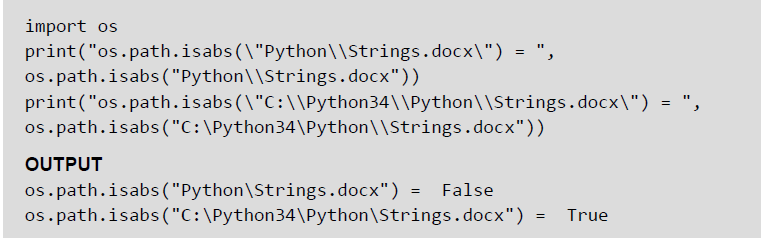 import os
print("os.path.isabs(\"Python\\Strings.docx\") = ",
os.path.isabs("Python\\Strings.docx"))
print("os.path.isabs(\"C:\\Python34\\Python\\Strings.docx\") = ",
os.path.isabs("C:\Python34\Python\\Strings.docx"))
OUTPUT
os.path.isabs("Python\Strings.docx") =  False
os.path.isabs("C:\Python34\Python\Strings.docx") =  True